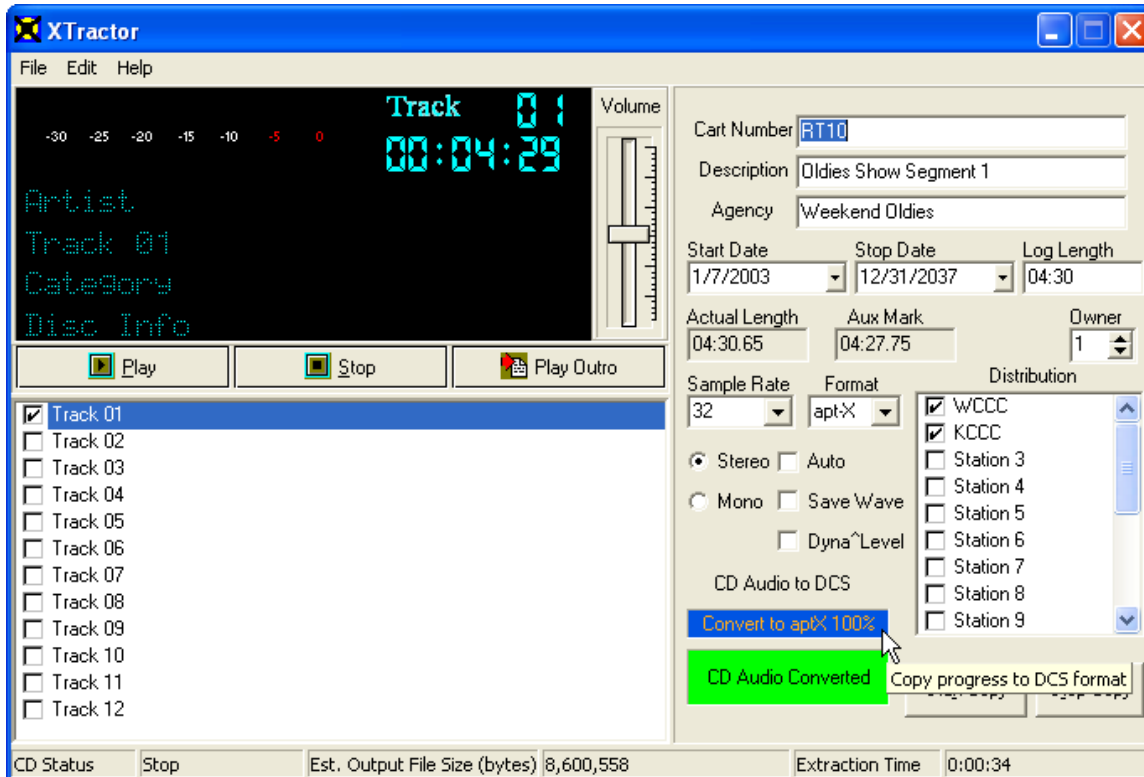 XTractor
File Edit Help
-30 -25 -20 -15 -10 -5 0
Track 01
00:04:29
Artist
Track 01
Category
Disc Info
Volume
Play
Stop
Play Outro
Track 01
Track 02
Track 03
Track 04
Track 05
Track 06
Track 07
Track 08
Track 09
Track 10
Track 11
Track 12
Cart Number RT10
Description Oldies Show Segment 1
Agency Weekend Oldies
Start Date Stop Date Log Length
1/7/2003 12/31/2037 04:30
Actual Length Aux Mark Owner
04:30.65 04:27.75 1
Sample Rate Format
32 apt-X
Stereo Auto
Mono Save Wave
Dyna^Level
Distribution
WCCC
KCCC
Station 3
Station 4
Station 5
Station 6
Station 7
Station 8
Station 9
CD Audio to DCS
Convert to aptX 100%
CD Audio Converted
Copy progress to DCS format
CD Status Stop Est. Output File Size (bytes) 8,600,558 Extraction Time 0:00:34